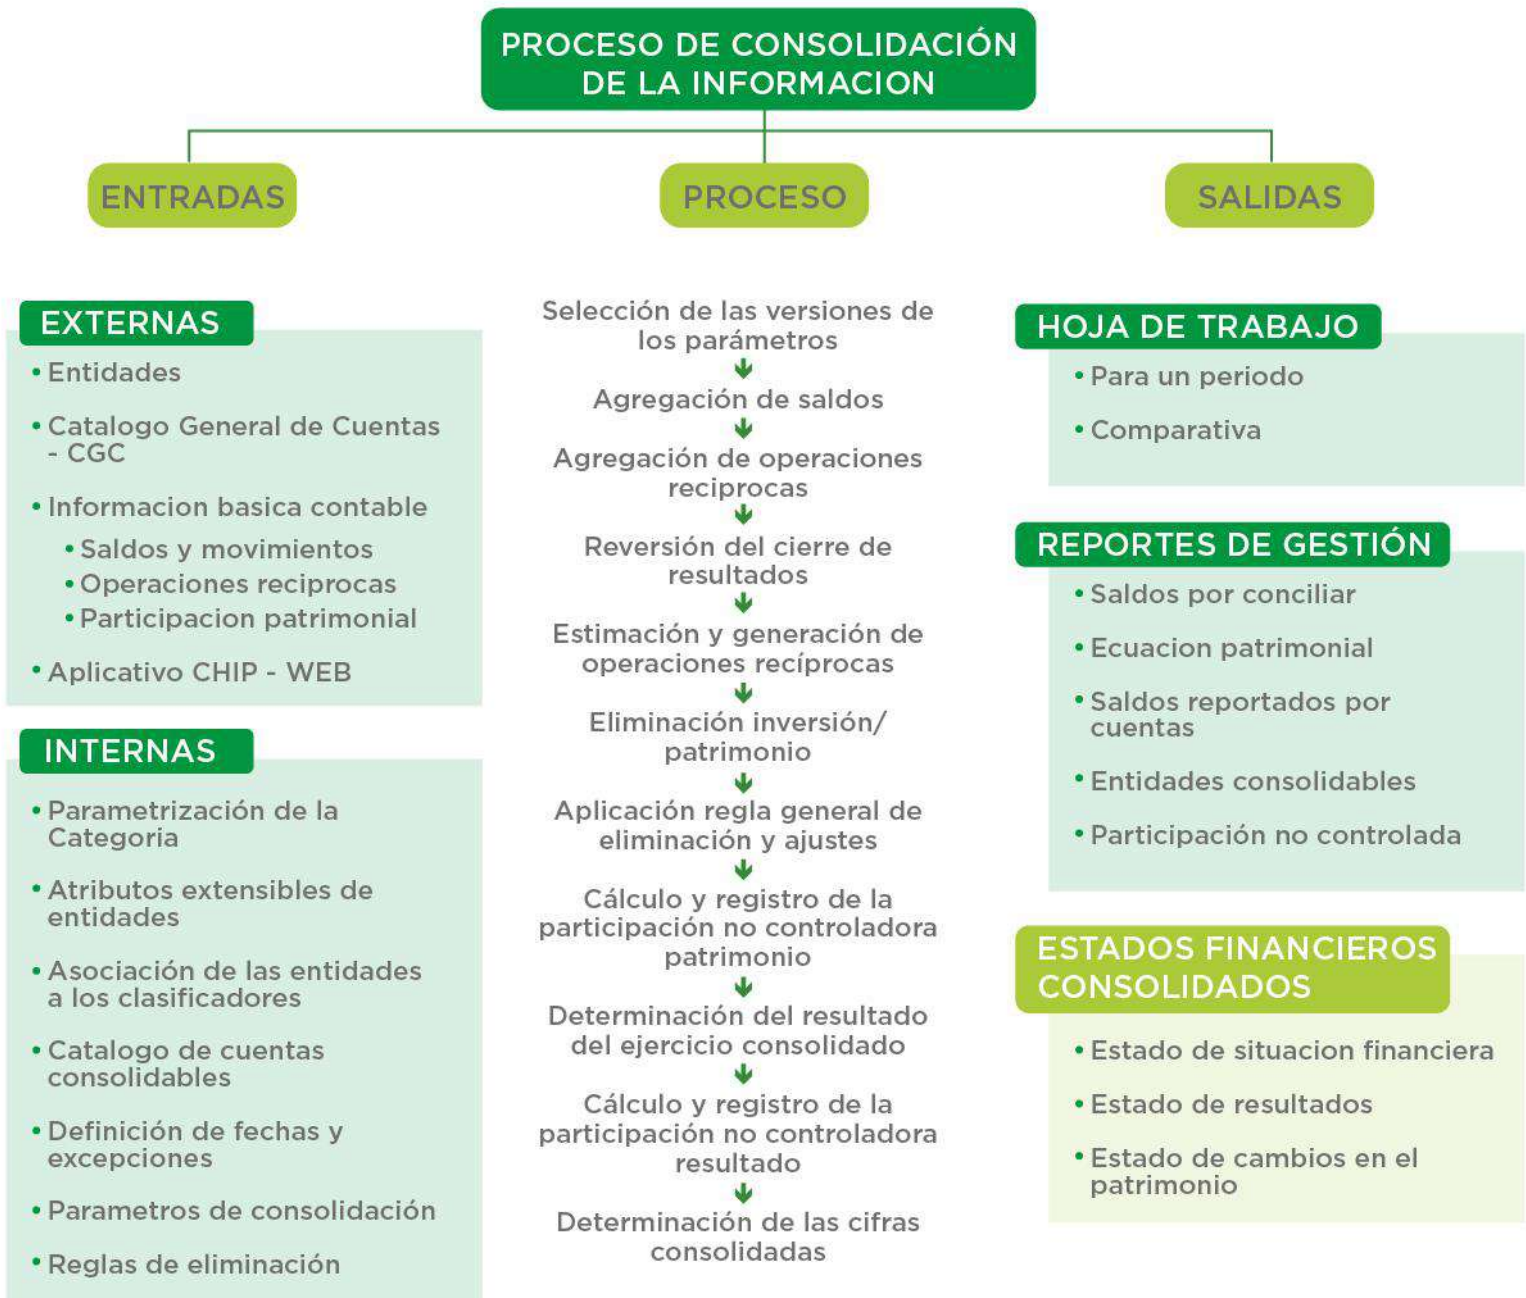 PROCESO DE CONSOLIDACIÓN
DE LA INFORMACION
ENTRADAS
PROCESO
SALIDAS
EXTERNAS
• Entidades
• Catalogo General de Cuentas
- CGC
• Informacion basica contable
• Saldos y movimientos
• Operaciones reciprocas
• Participacion patrimonial
• Aplicativo CHIP - WEB
INTERNAS
• Parametrización de la
Categoria
• Atributos extensibles de
entidades
• Asociación de las entidades
a los clasificadores
• Catalogo de cuentas
consolidables
• Definición de fechas y
excepciones
• Parametros de consolidación
• Reglas de eliminación
Selección de las versiones de
los parámetros
Agregación de saldos
Agregación de operaciones
reciprocas
Reversión del cierre de
resultados
Estimación y generación de
operaciones recíprocas
Eliminación inversión/
patrimonio
Aplicación regla general de
eliminación y ajustes
Cálculo y registro de la
participación no controladora
patrimonio
Determinación del resultado
del ejercicio consolidado
Cálculo y registro de la
participación no controladora
resultado
Determinación de las cifras
consolidadas
HOJA DE TRABAJO
• Para un periodo
• Comparativa
REPORTES DE GESTIÓN
• Saldos por conciliar
• Ecuacion patrimonial
• Saldos reportados por
cuentas
• Entidades consolidables
• Participación no controlada
ESTADOS FINANCIEROS
CONSOLIDADOS
• Estado de situacion financiera
• Estado de resultados
• Estado de cambios en el
patrimonio